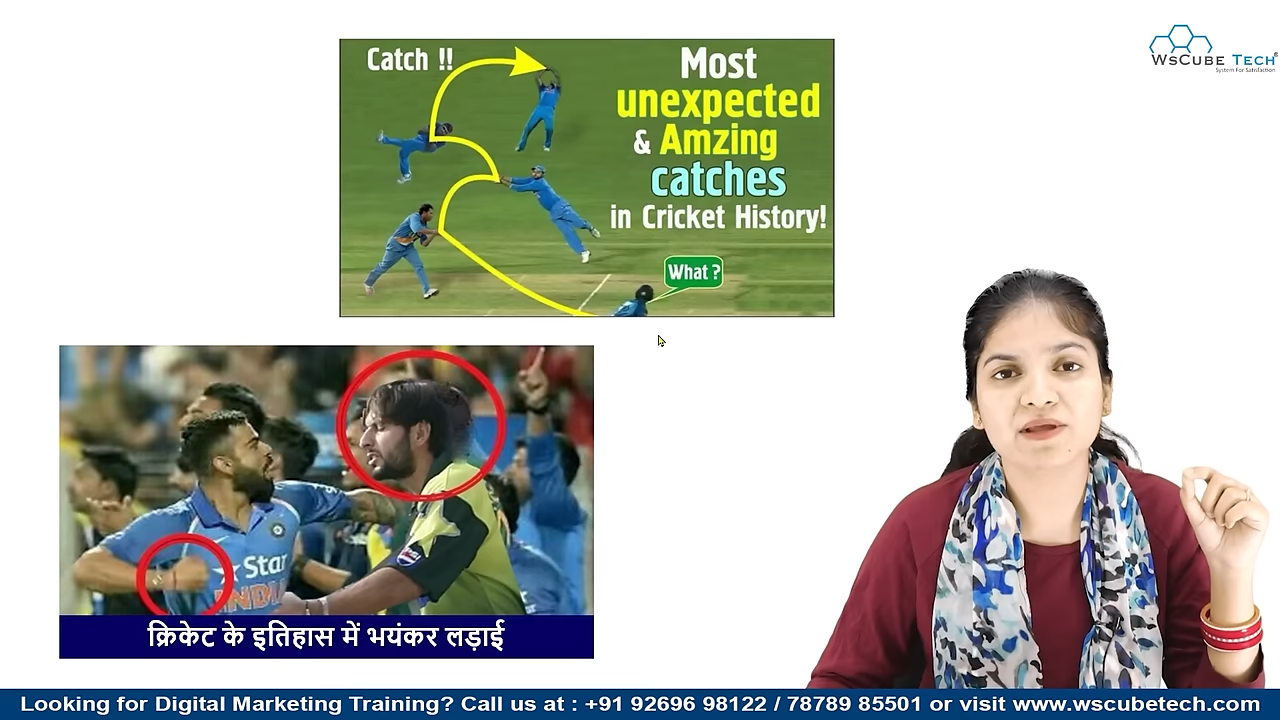 Catch !!
Most
unexpected
& Amzing
catches
in Cricket History!
What ?
WsCube Tech®
System For Satisfaction
Star
INDI
क्रिकेट के इतिहास में भयंकर लड़ाई
Looking for Digital Marketing Training? Call us at : +91 92696 98122 / 78789 85501 or visit www.wscubetech.com